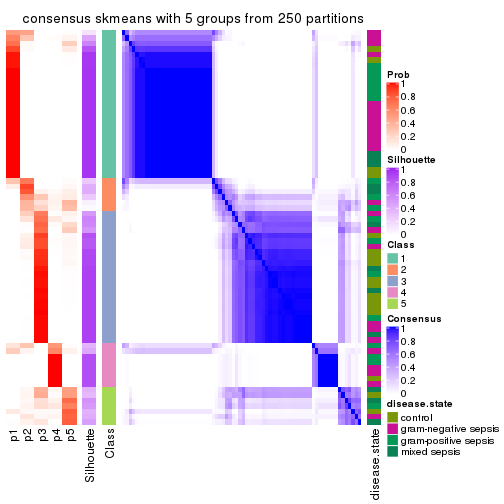 consensus skmeans with 5 groups from 250 partitions
Prob
1
0.8
0.6
0.4
0.2
0
Silhouette
1
0.8
0.6
0.4
0.2
0
Class
1
2
3
4
5
Consensus
1
0.8
0.6
0.4
0.2
0
disease.state
control
gram-negative sepsis
gram-positive sepsis
mixed sepsis
p1
p2
p3
p4
p5
Silhouette
Class
disease.state